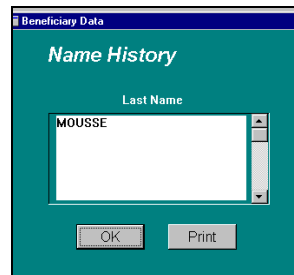 Beneficiary Data
Name History
Last Name
MOUSSE
OK
Print